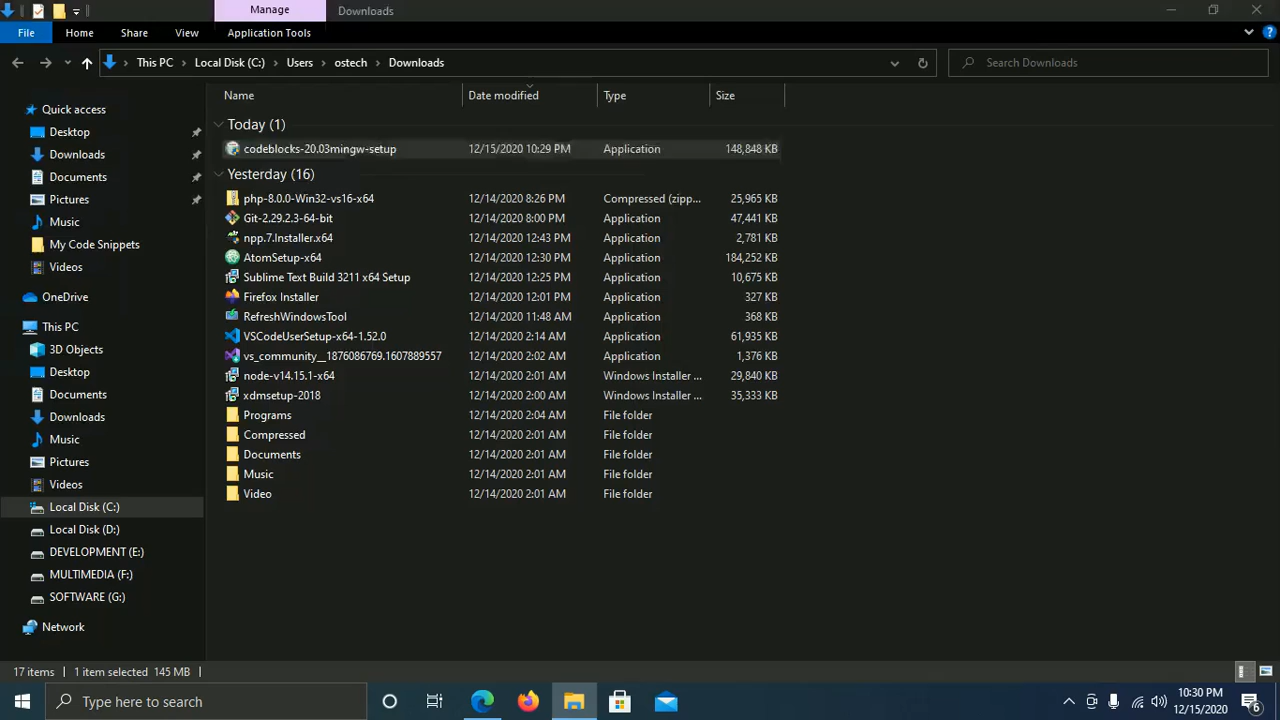 Manage
Downloads
File
Home
Share
View
Application Tools
This PC
Local Disk (C:)
Users
ostech
Downloads
Search Downloads
Name
Date modified
Type
Size
Quick access
Desktop
Downloads
Documents
Pictures
Music
My Code Snippets
Videos
OneDrive
This PC
3D Objects
Desktop
Documents
Downloads
Music
Pictures
Videos
Local Disk (C:)
Local Disk (D:)
DEVELOPMENT (E:)
MULTIMEDIA (F:)
SOFTWARE (G:)
Network
Today (1)
codeblocks-20.03mingw-setup 12/15/2020 10:29 PM Application 148,848 KB
Yesterday (16)
php-8.0.0-Win32-vs16-x64 12/14/2020 8:26 PM Compressed (zipp... 25,965 KB
Git-2.29.2.3-64-bit 12/14/2020 8:00 PM Application 47,441 KB
npp.7.Installer.x64 12/14/2020 12:43 PM Application 2,781 KB
AtomSetup-x64 12/14/2020 12:30 PM Application 184,252 KB
Sublime Text Build 3211 x64 Setup 12/14/2020 12:25 PM Application 10,675 KB
Firefox Installer 12/14/2020 12:01 PM Application 327 KB
RefreshWindowsTool 12/14/2020 11:48 AM Application 368 KB
VSCodeUserSetup-x64-1.52.0 12/14/2020 2:14 AM Application 61,935 KB
vs_community__1876086769.1607889557 12/14/2020 2:02 AM Application 1,376 KB
node-v14.15.1-x64 12/14/2020 2:01 AM Windows Installer ... 29,840 KB
xdmsetup-2018 12/14/2020 2:00 AM Windows Installer ... 35,333 KB
Programs 12/14/2020 2:04 AM File folder
Compressed 12/14/2020 2:01 AM File folder
Documents 12/14/2020 2:01 AM File folder
Music 12/14/2020 2:01 AM File folder
Video 12/14/2020 2:01 AM File folder
17 items
1 item selected 145 MB
Type here to search
10:30 PM
12/15/2020
6